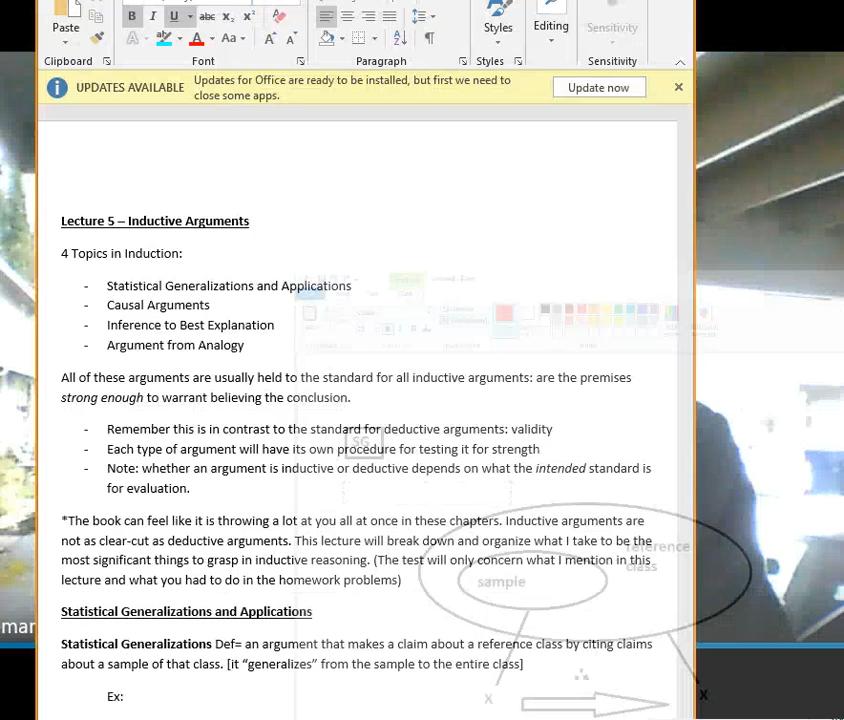 Paste
B I U abc x₂ x²
A ab A Aa A A
Styles
Editing
Sensitivity
Clipboard Font Paragraph Styles Sensitivity
UPDATES AVAILABLE Updates for Office are ready to be installed, but first we need to
close some apps.
Update now
Lecture 5 – Inductive Arguments
4 Topics in Induction:
- Statistical Generalizations and Applications
- Causal Arguments
- Inference to Best Explanation
- Argument from Analogy
All of these arguments are usually held to the standard for all inductive arguments: are the premises
strong enough to warrant believing the conclusion.
- Remember this is in contrast to the standard for deductive arguments: validity
- Each type of argument will have its own procedure for testing it for strength
- Note: whether an argument is inductive or deductive depends on what the intended standard is
for evaluation.
*The book can feel like it is throwing a lot at you all at once in these chapters. Inductive arguments are
not as clear-cut as deductive arguments. This lecture will break down and organize what I take to be the
most significant things to grasp in inductive reasoning. (The test will only concern what I mention in this
lecture and what you had to do in the homework problems)
Statistical Generalizations and Applications
Statistical Generalizations Def= an argument that makes a claim about a reference class by citing claims
about a sample of that class. [it “generalizes” from the sample to the entire class]
Ex:
SG
reference
class
sample
∴
X
X
mar